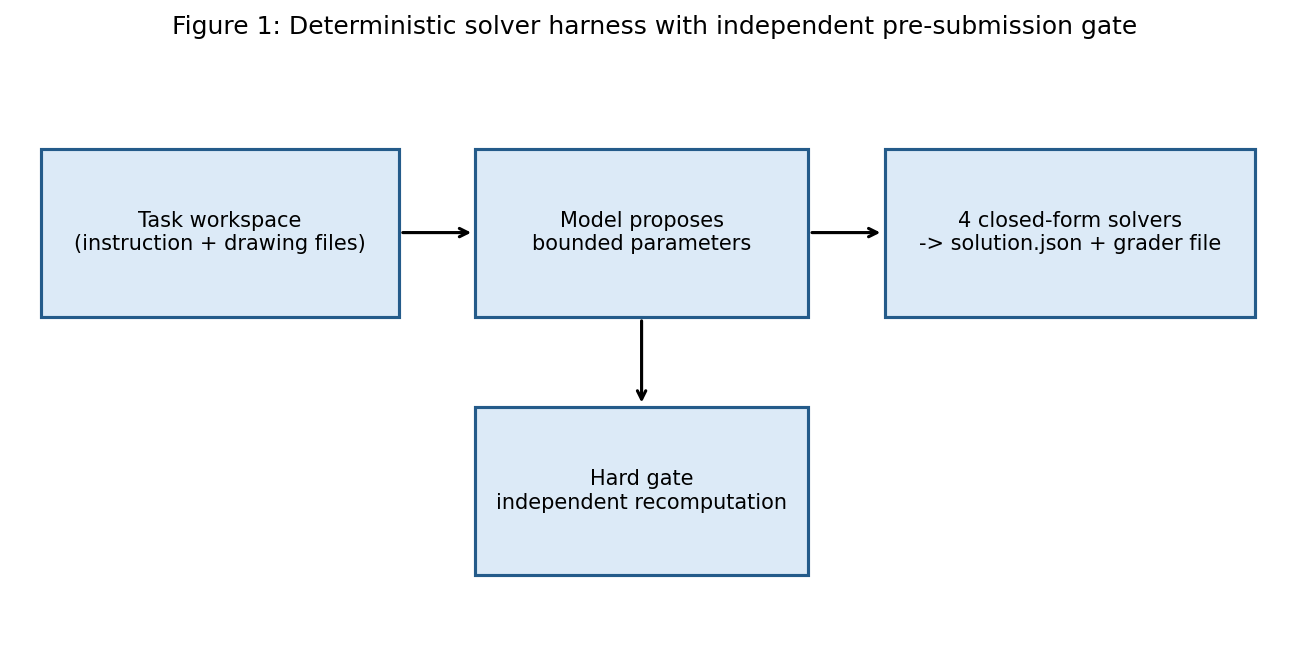 Figure 1: Deterministic solver harness with independent pre-submission gate
Task workspace
(instruction + drawing files)
Model proposes
bounded parameters
4 closed-form solvers
-> solution.json + grader file
Hard gate
independent recomputation